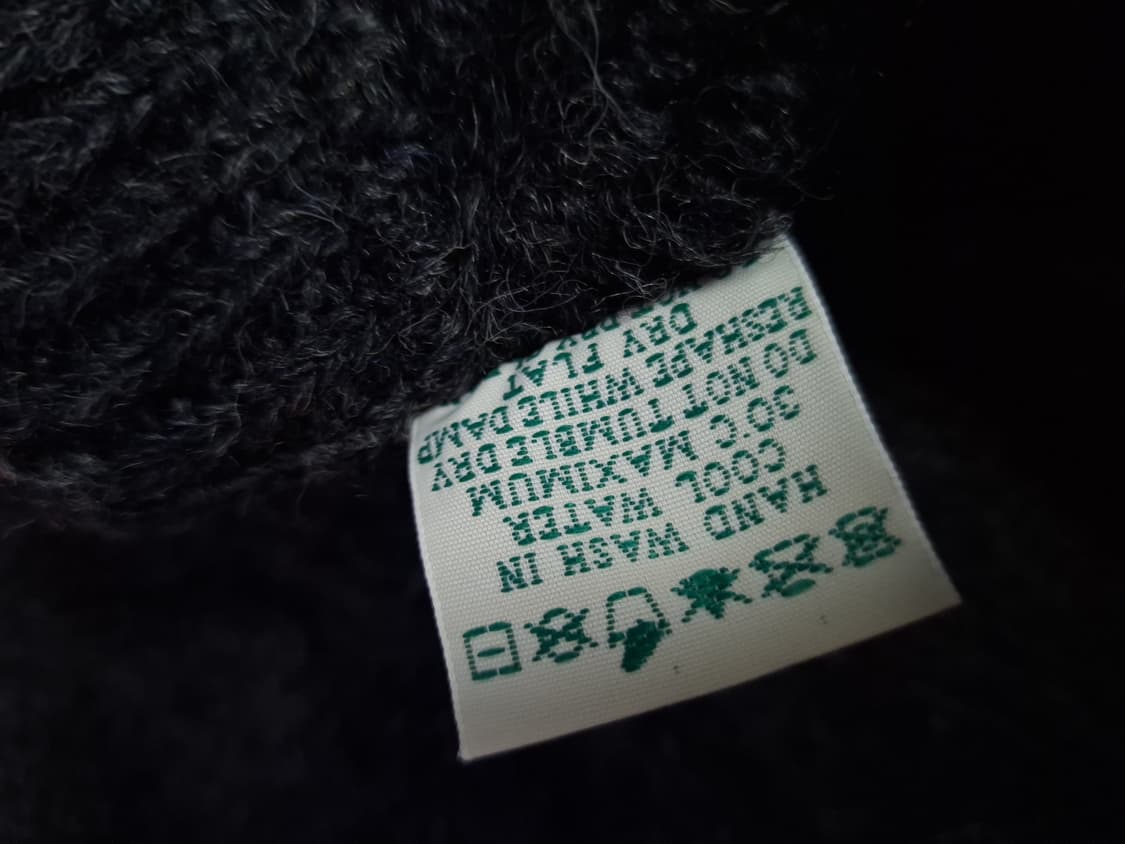 HAND WASH IN
COOL WATER
30°C MAXIMUM
DO NOT TUMBLE DRY
RESHAPE WHILE DAMP
DRY FLAT